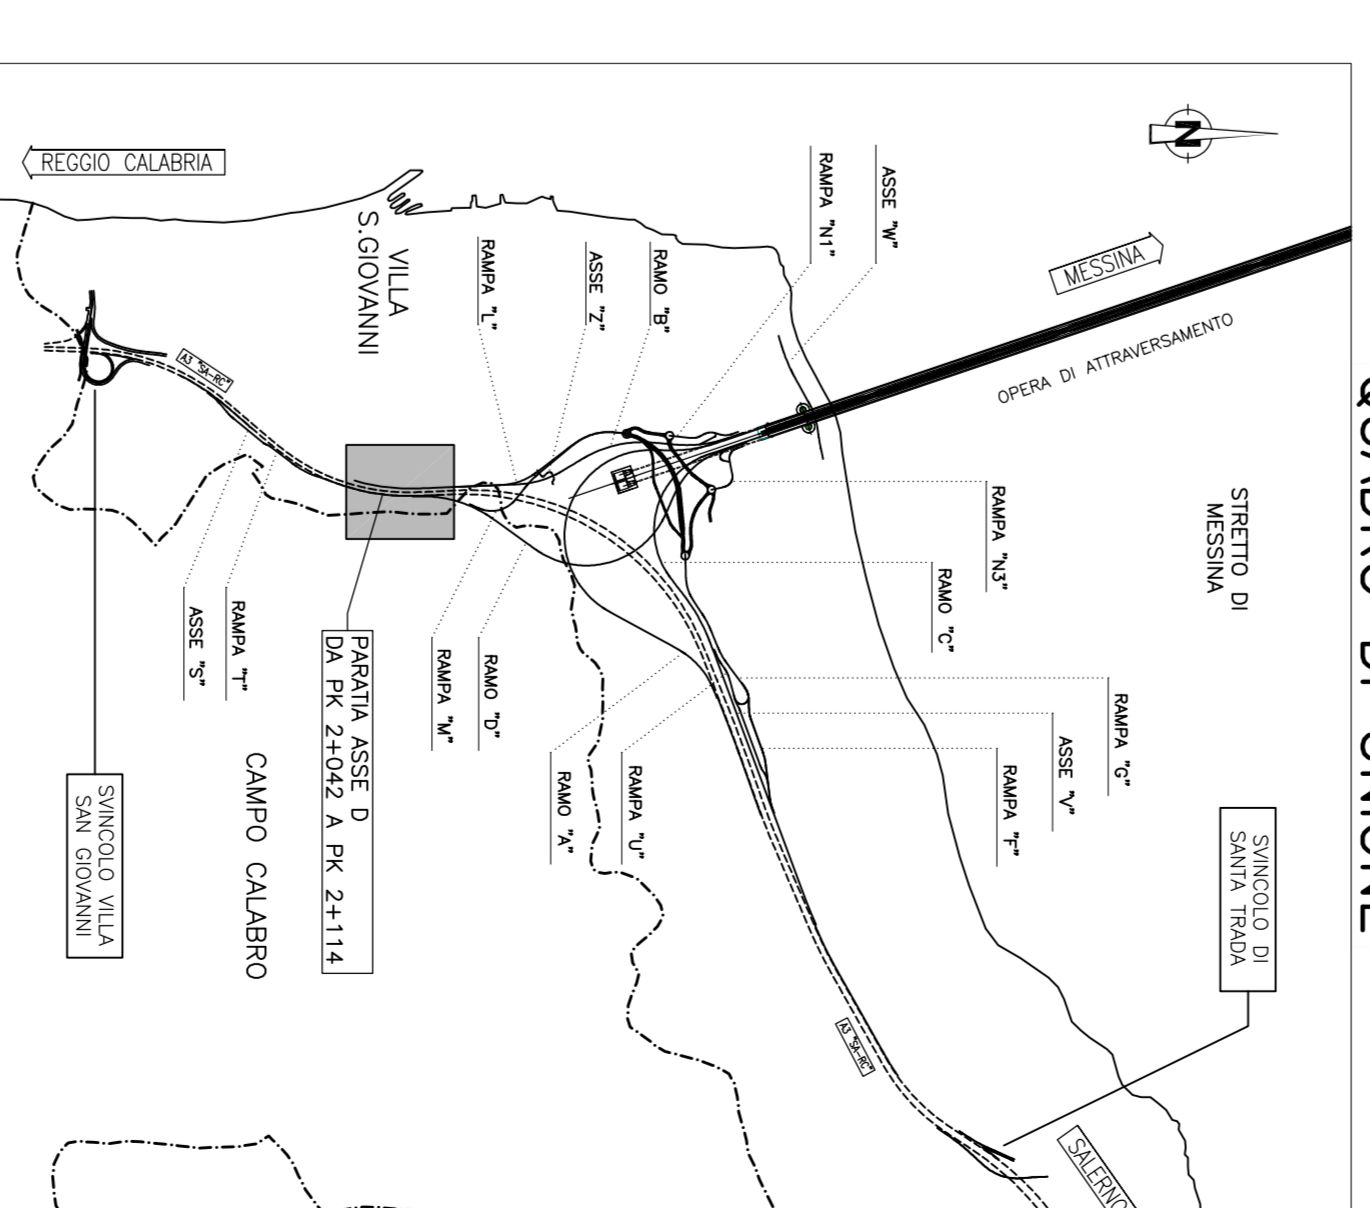 QUADRO DI UNIONE
N
REGGIO CALABRIA
MESSINA
OPERA DI ATTRAVERSAMENTO
STRETTO DI
MESSINA
VILLA
S.GIOVANNI
RAMPA "L"
ASSE "Z"
RAMO "B"
RAMPA "N1"
ASSE "W"
A3 "SA-RC"
RAMPA "N3"
RAMO "C"
RAMPA "G"
ASSE "V"
RAMPA "F"
ASSE "S"
RAMPA "T"
PARATIA ASSE D
DA PK 2+042 A PK 2+114
RAMPA "M"
RAMO "D"
RAMO "A"
RAMPA "U"
CAMPO CALABRO
SVINCOLO VILLA
SAN GIOVANNI
SVINCOLO DI
SANTA TRADA
A3 "SA-RC"
SALERNO